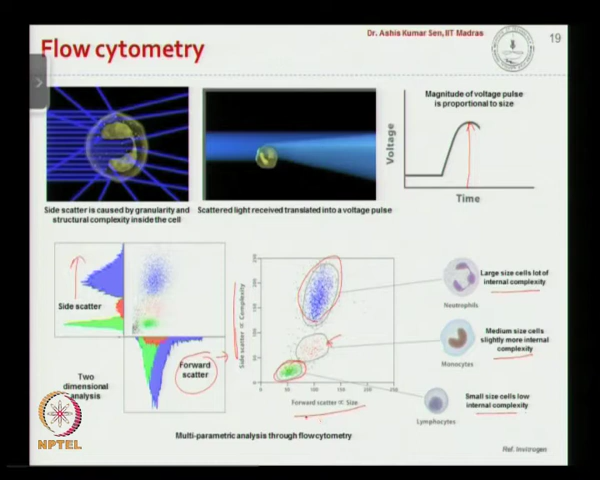 Dr. Ashis Kumar Sen, IIT Madras
19
Flow cytometry
Magnitude of voltage pulse
is proportional to size
Voltage
Time
Side scatter is caused by granularity and
structural complexity inside the cell
Scattered light received translated into a voltage pulse
Side scatter
Forward
scatter
Two
dimensional
analysis
Side scatter ∝ Complexity
Forward scatter ∝ Size
Large size cells lot of
internal complexity
Neutrophils
Medium size cells
slightly more internal
complexity
Monocytes
Small size cells low
internal complexity
Lymphocytes
Multi-parametric analysis through flowcytometry
NPTEL
Ref. Invitrogen